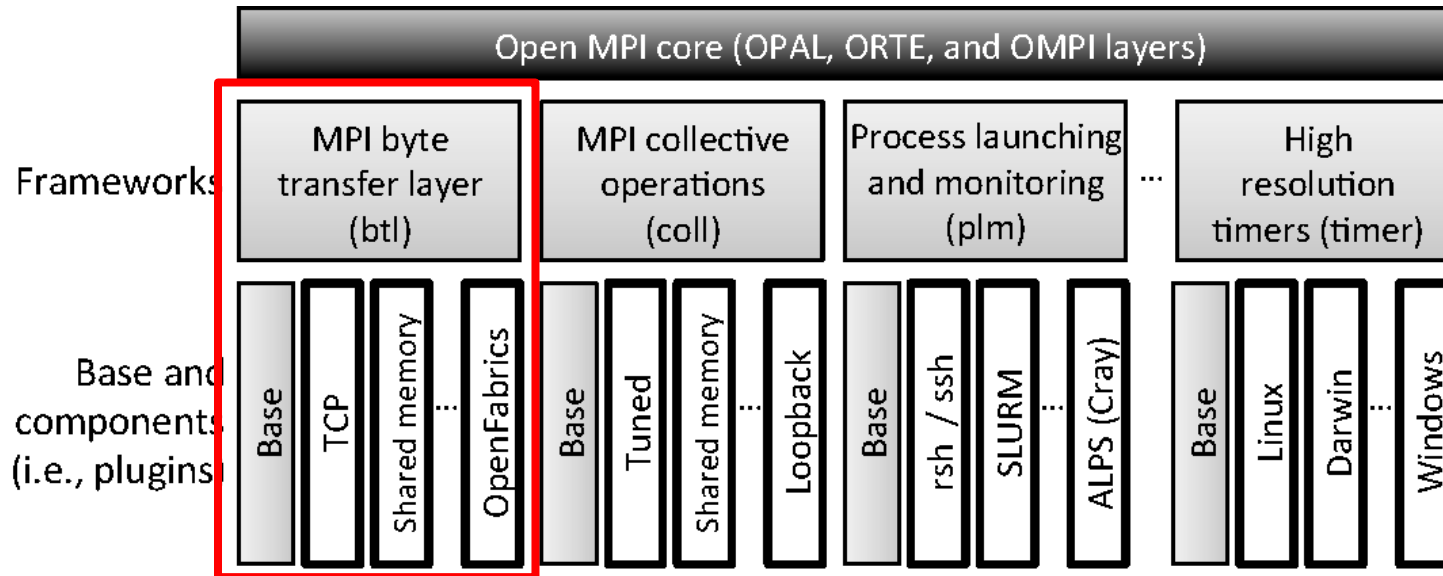 Open MPI core (OPAL, ORTE, and OMPI layers)
Frameworks
MPI byte
transfer layer
(btl)
MPI collective
operations
(coll)
Process launching
and monitoring
(plm)
...
High
resolution
timers (timer)
Base and
components
(i.e., plugins)
Base
TCP
Shared memory
...
OpenFabrics
Base
Tuned
Shared memory
...
Loopback
Base
rsh / ssh
SLURM
...
ALPS (Cray)
Base
Linux
Darwin
...
Windows